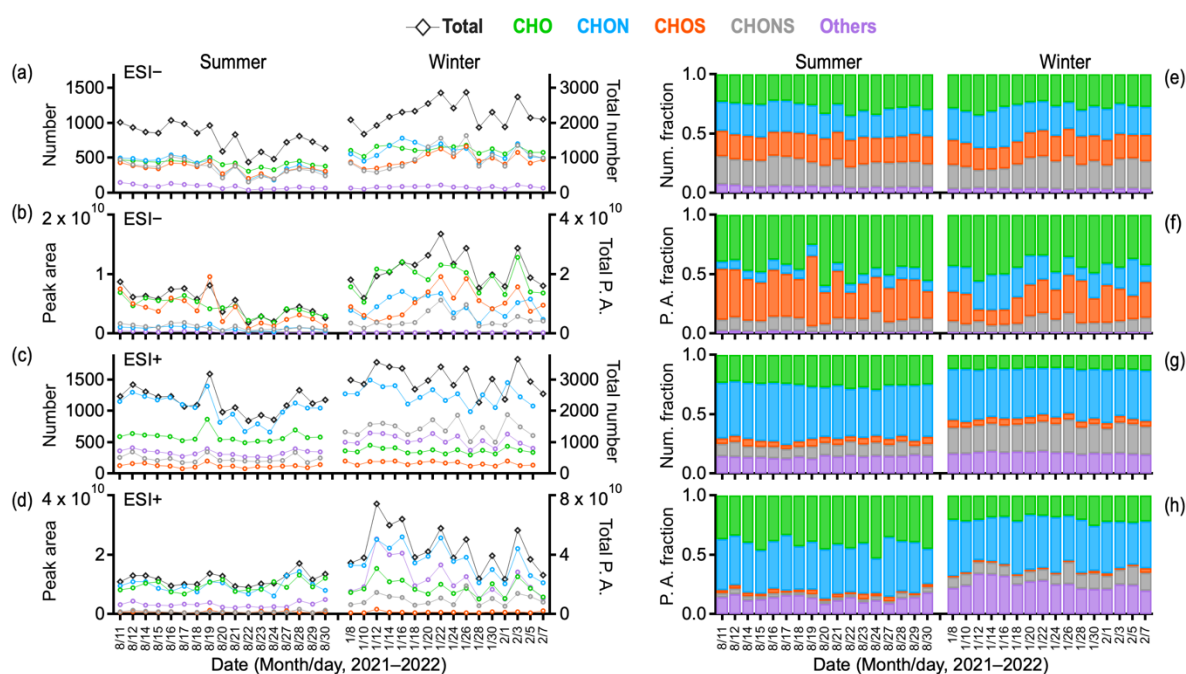 Total CHO CHON CHOS CHONS Others
(a) ESI− Summer Winter
Number
1500
1000
500
0
3000
2000
1000
0
Total number
(b) ESI−
Peak area
2 x 10^10
1
0
4 x 10^10
2
0
Total P. A.
(c) ESI+
Number
1500
1000
500
0
3000
2000
1000
0
Total number
(d) ESI+
Peak area
4 x 10^10
2
0
8 x 10^10
4
0
Total P. A.
8/11 8/12 8/14 8/15 8/16 8/17 8/18 8/19 8/20 8/21 8/22 8/23 8/24 8/27 8/28 8/29 8/30 1/8 1/10 1/12 1/14 1/16 1/18 1/20 1/22 1/24 1/26 1/28 1/30 2/1 2/3 2/5 2/7
Date (Month/day, 2021–2022)
Summer Winter (e)
Num. fraction
1.0
0.5
0.0
(f)
P. A. fraction
1.0
0.5
0.0
(g)
Num. fraction
1.0
0.5
0.0
(h)
P. A. fraction
1.0
0.5
0.0
8/11 8/12 8/14 8/15 8/16 8/17 8/18 8/19 8/20 8/21 8/22 8/23 8/24 8/27 8/28 8/29 8/30 1/8 1/10 1/12 1/14 1/16 1/18 1/20 1/22 1/24 1/26 1/28 1/30 2/1 2/3 2/5 2/7
Date (Month/day, 2021–2022)